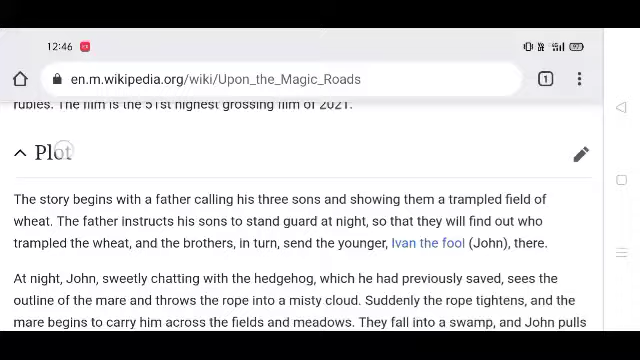 12:46
en.m.wikipedia.org/wiki/Upon_the_Magic_Roads
1
rubles. The film is the 51st highest grossing film of 2021.
Plot
The story begins with a father calling his three sons and showing them a trampled field of
wheat. The father instructs his sons to stand guard at night, so that they will find out who
trampled the wheat, and the brothers, in turn, send the younger, Ivan the fool (John), there.
At night, John, sweetly chatting with the hedgehog, which he had previously saved, sees the
outline of the mare and throws the rope into a misty cloud. Suddenly the rope tightens, and the
mare begins to carry him across the fields and meadows. They fall into a swamp, and John pulls